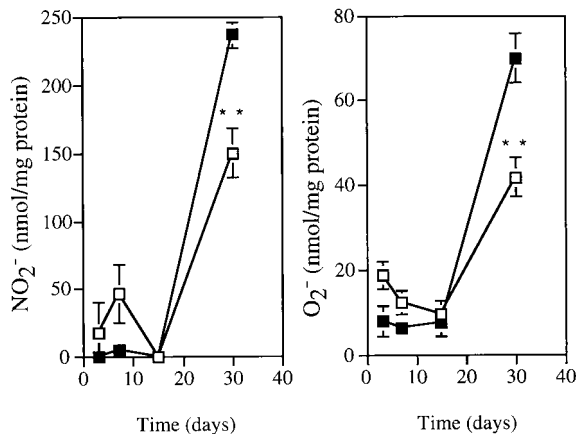 NO2− (nmol/mg protein)
250
200
150
100
50
0
* *
0 10 20 30 40
Time (days)
O2− (nmol/mg protein)
80
60
40
20
0
* *
0 10 20 30 40
Time (days)